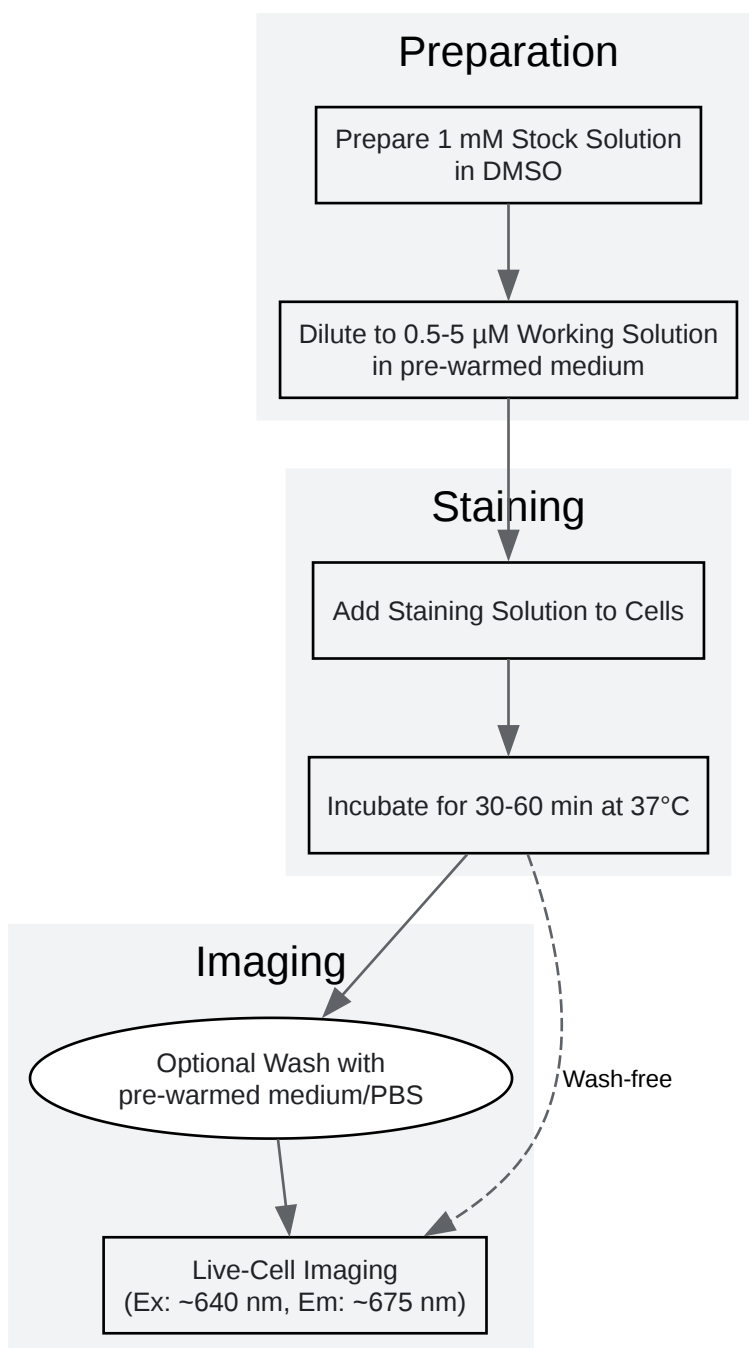 Preparation
Prepare 1 mM Stock Solution
in DMSO
Dilute to 0.5-5 µM Working Solution
in pre-warmed medium
Staining
Add Staining Solution to Cells
Incubate for 30-60 min at 37°C
Imaging
Optional Wash with
pre-warmed medium/PBS
Wash-free
Live-Cell Imaging
(Ex: ~640 nm, Em: ~675 nm)